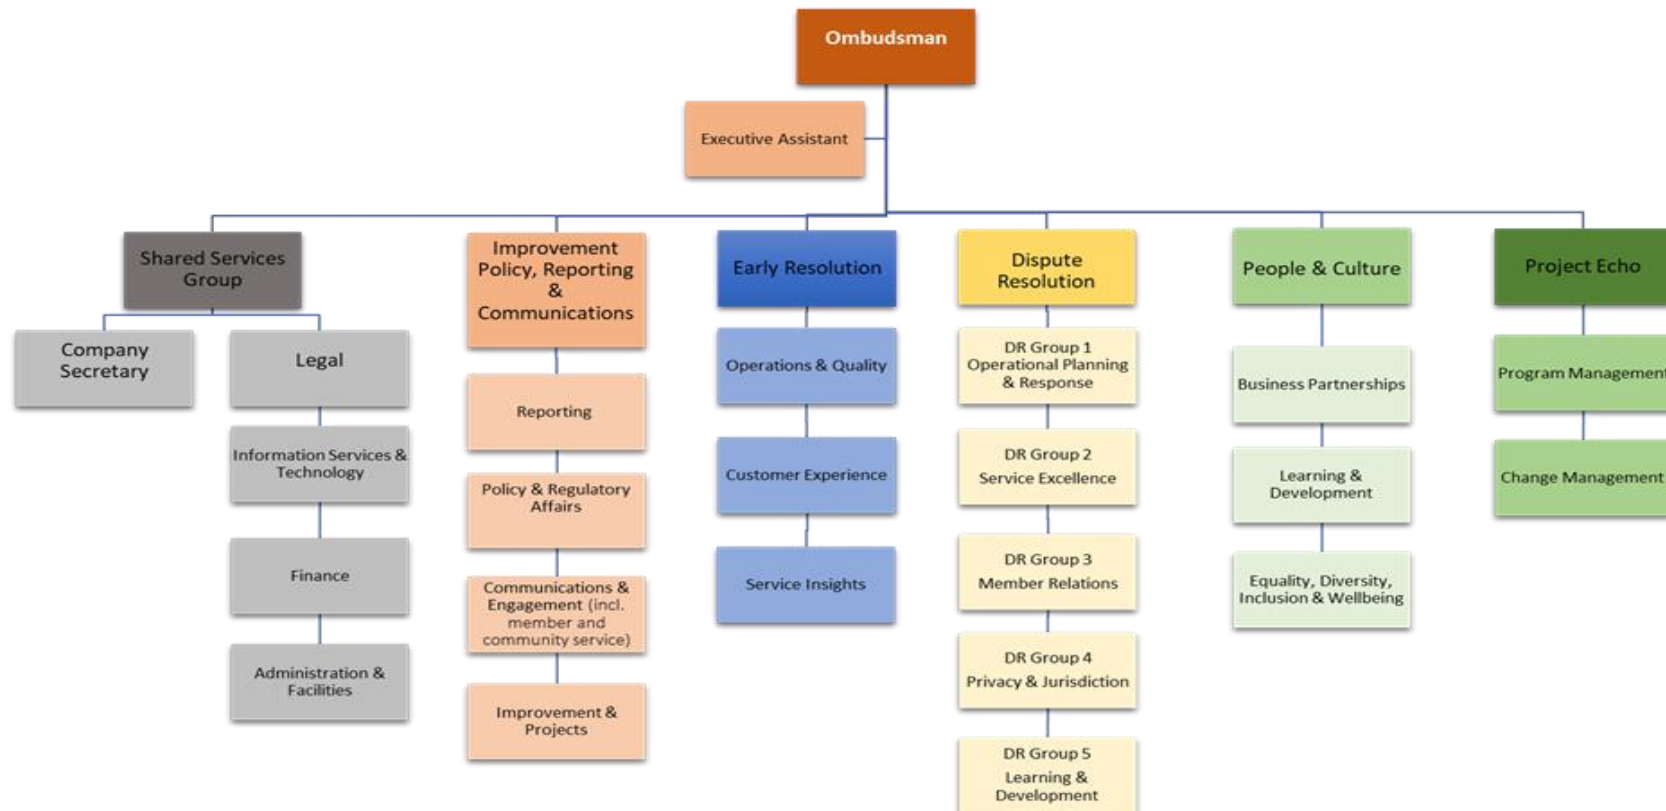 Ombudsman
Executive Assistant
Shared Services
Group
Improvement
Policy, Reporting
&
Communications
Early Resolution
Dispute
Resolution
People & Culture
Project Echo
Company
Secretary
Legal
Information Services &
Technology
Finance
Administration &
Facilities
Reporting
Policy & Regulatory
Affairs
Communications &
Engagement (incl.
member and
community service)
Improvement &
Projects
Operations & Quality
Customer Experience
Service Insights
DR Group 1
Operational Planning
& Response
DR Group 2
Service Excellence
DR Group 3
Member Relations
DR Group 4
Privacy & Jurisdiction
DR Group 5
Learning &
Development
Business Partnerships
Learning &
Development
Equality, Diversity,
Inclusion & Wellbeing
Program Management
Change Management